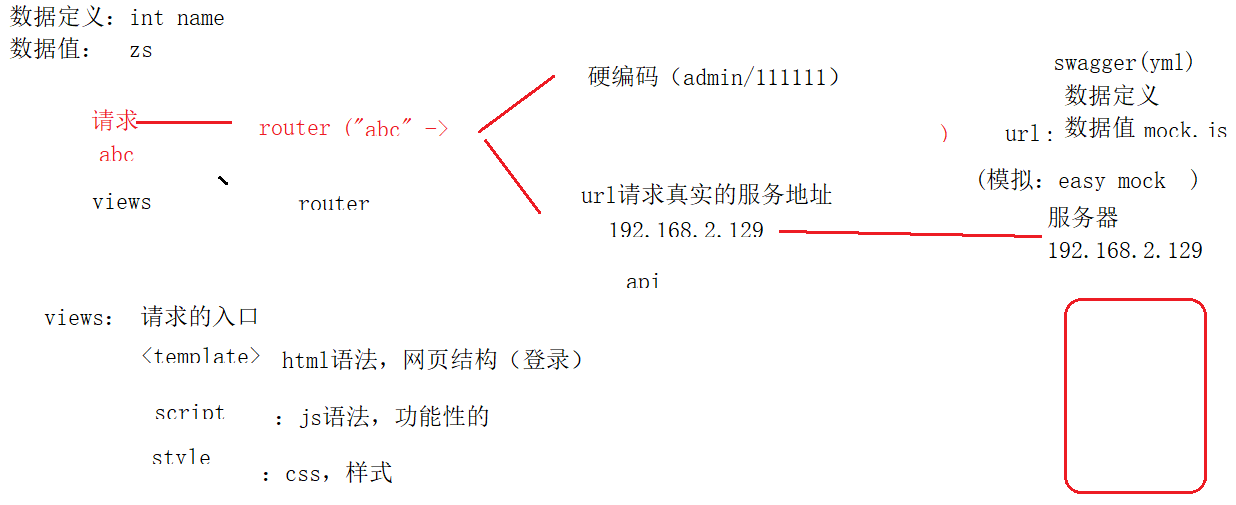 数据定义：int name
数据值： zs
swagger(yml)
硬编码（admin/111111）
数据定义
请求
router ("abc" ->
)
url：
数据值 mock.js
abc
(模拟：easy mock )
url请求真实的服务地址
views
router
服务器
192.168.2.129
192.168.2.129
api
views： 请求的入口
<template> html语法，网页结构（登录）
script ：js语法，功能性的
style ：css，样式